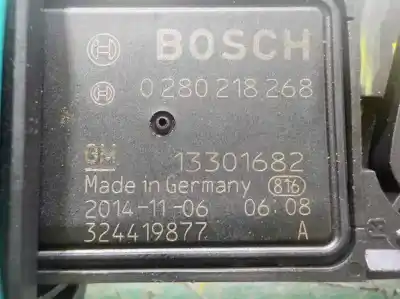 BOSCH
0 280 218 268
GM 13301682
Made in Germany 816
2014-11-06 06:08
324419877 A